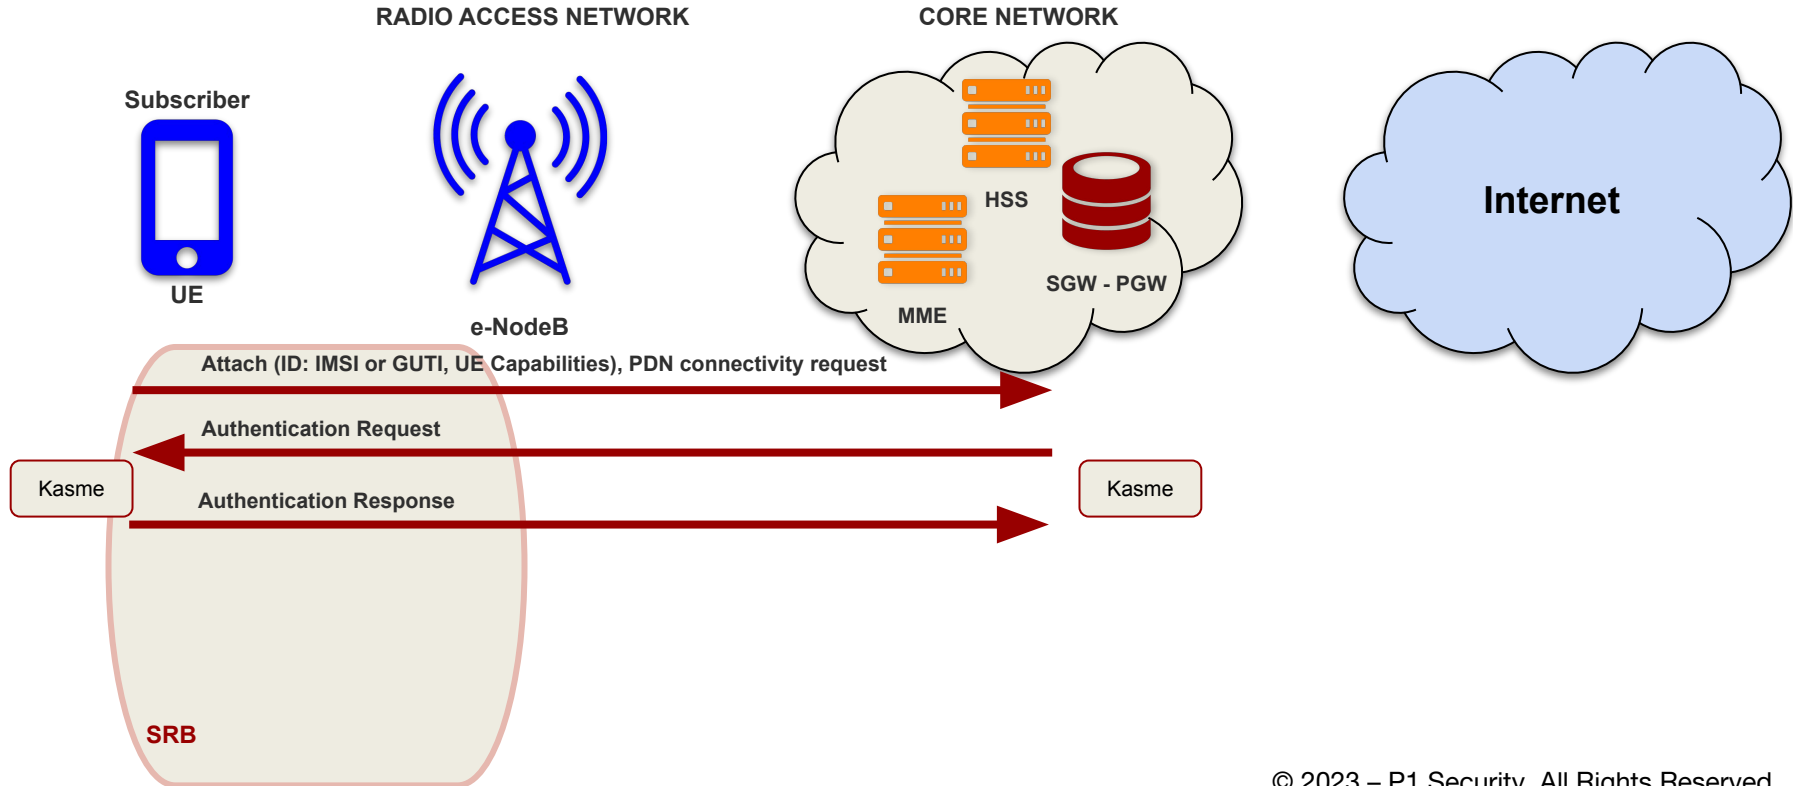 RADIO ACCESS NETWORK
CORE NETWORK
Subscriber
UE
e-NodeB
HSS
MME
SGW - PGW
Internet
Attach (ID: IMSI or GUTI, UE Capabilities), PDN connectivity request
Authentication Request
Kasme
Kasme
Authentication Response
SRB
© 2023 – P1 Security, All Rights Reserved